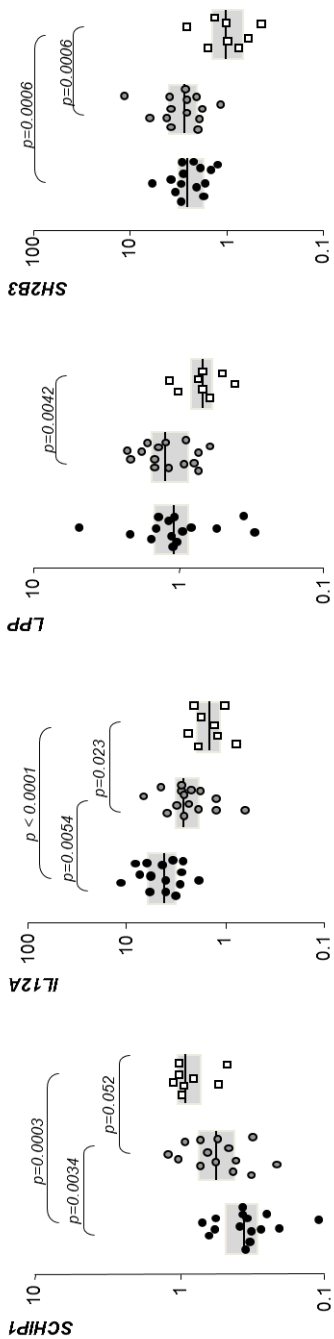 SCHIP1
10
1
0.1
p=0.0003
p=0.0034
p=0.052
IL12A
100
10
1
0.1
p < 0.0001
p=0.0054
p=0.023
LPP
10
1
0.1
p=0.0042
SH2B3
100
10
1
0.1
p=0.0006
p=0.0006